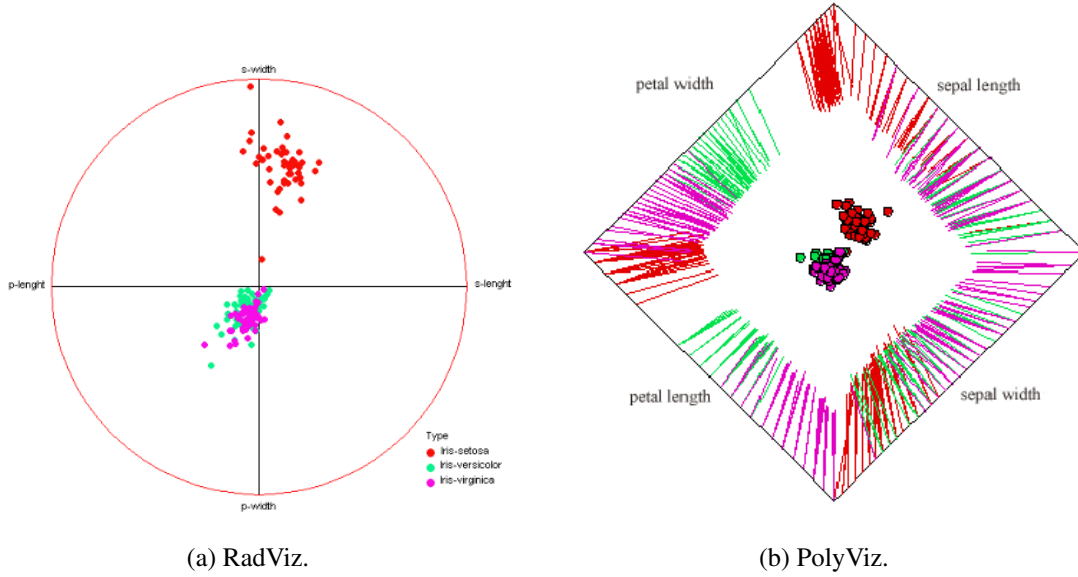 s-width
p-lenght
s-lenght
Type
Iris-setosa
Iris-versicolor
Iris-virginica
p-width
(a) RadViz.
petal width
sepal length
petal length
sepal width
(b) PolyViz.